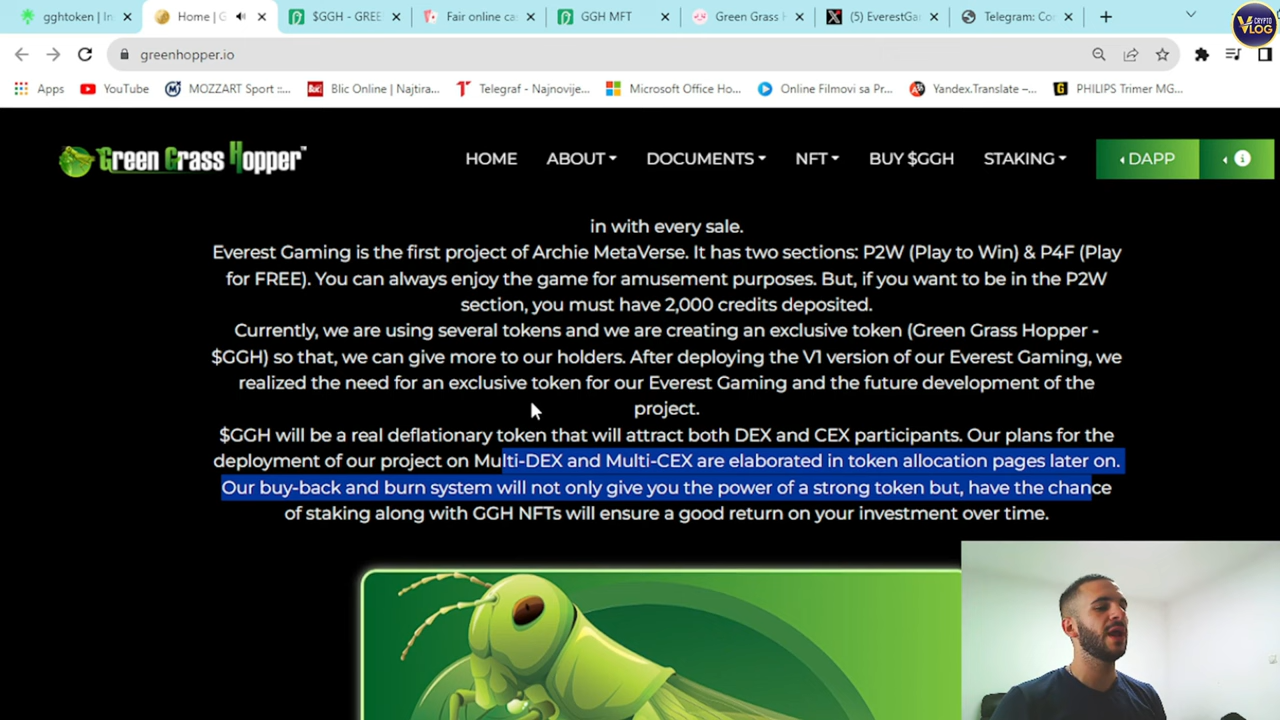 gghtoken | In
Home | G
$GGH - GREE
Fair online ca
GGH MFT
Green Grass H
(5) EverestGa
Telegram: Co
CRYPTO
VLOG
greenhopper.io
Apps
YouTube
MOZZART Sport ::...
Blic Online | Najtira...
Telegraf - Najnovije...
Microsoft Office Ho...
Online Filmovi sa Pr...
Yandex.Translate –...
PHILIPS Trimer MG...
Green Grass Hopper™
HOME
ABOUT
DOCUMENTS
NFT
BUY $GGH
STAKING
DAPP
in with every sale.
Everest Gaming is the first project of Archie MetaVerse. It has two sections: P2W (Play to Win) & P4F (Play
for FREE). You can always enjoy the game for amusement purposes. But, if you want to be in the P2W
section, you must have 2,000 credits deposited.
Currently, we are using several tokens and we are creating an exclusive token (Green Grass Hopper -
$GGH) so that, we can give more to our holders. After deploying the V1 version of our Everest Gaming, we
realized the need for an exclusive token for our Everest Gaming and the future development of the
project.
$GGH will be a real deflationary token that will attract both DEX and CEX participants. Our plans for the
deployment of our project on Multi-DEX and Multi-CEX are elaborated in token allocation pages later on.
Our buy-back and burn system will not only give you the power of a strong token but, have the chance
of staking along with GGH NFTs will ensure a good return on your investment over time.